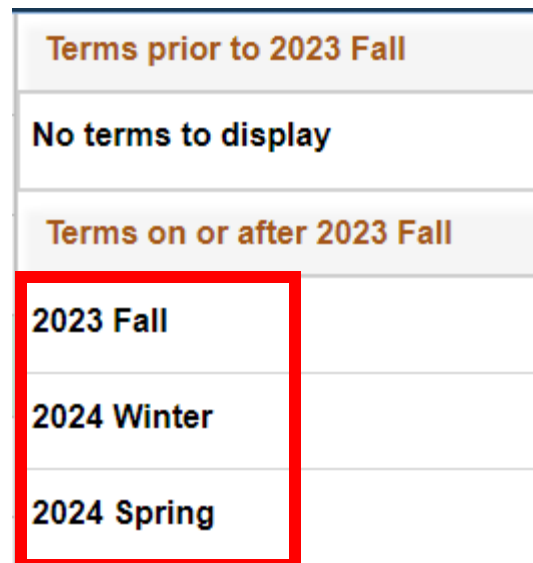 Terms prior to 2023 Fall
No terms to display
Terms on or after 2023 Fall
2023 Fall
2024 Winter
2024 Spring